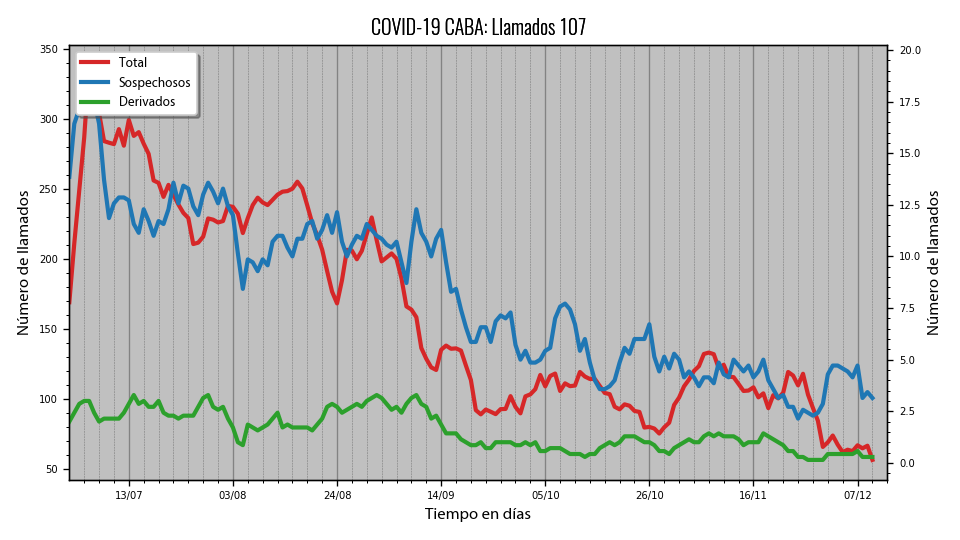 COVID-19 CABA: Llamados 107
Total
Sospechosos
Derivados
Número de llamados
350
300
250
200
150
100
50
20.0
17.5
15.0
12.5
10.0
7.5
5.0
2.5
0.0
Número de llamados
13/07 03/08 24/08 14/09 05/10 26/10 16/11 07/12
Tiempo en días